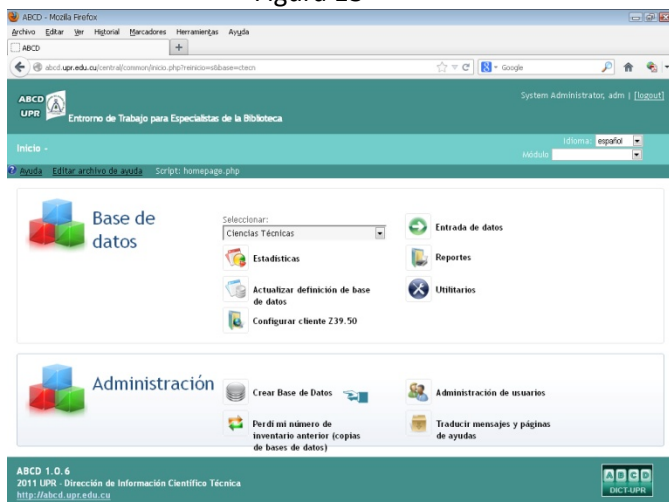 ABCD - Mozilla Firefox
Archivo Editar Ver Historial Marcadores Herramientas Ayuda
ABCD
abcd.upr.edu.cu/central/common/inicio.php?reinicio=s&base=ctecn
Google
ABCD
UPR
Entrorno de Trabajo para Especialistas de la Biblioteca
System Administrator, adm | [logout]
Inicio -
Idioma: español
Módulo
Ayuda Editar archivo de ayuda Script: homepage.php
Base de
datos
Seleccionar:
Ciencias Técnicas
Estadísticas
Actualizar definición de base
de datos
Configurar cliente Z39.50
Entrada de datos
Reportes
Utilitarios
Administración
Crear Base de Datos
Perdí mi número de
inventario anterior (copias
de bases de datos)
Administración de usuarios
Traducir mensajes y páginas
de ayudas
ABCD 1.0.6
2011 UPR - Dirección de Información Científico Técnica
http://abcd.upr.edu.cu
A B C D
DICT-UPR